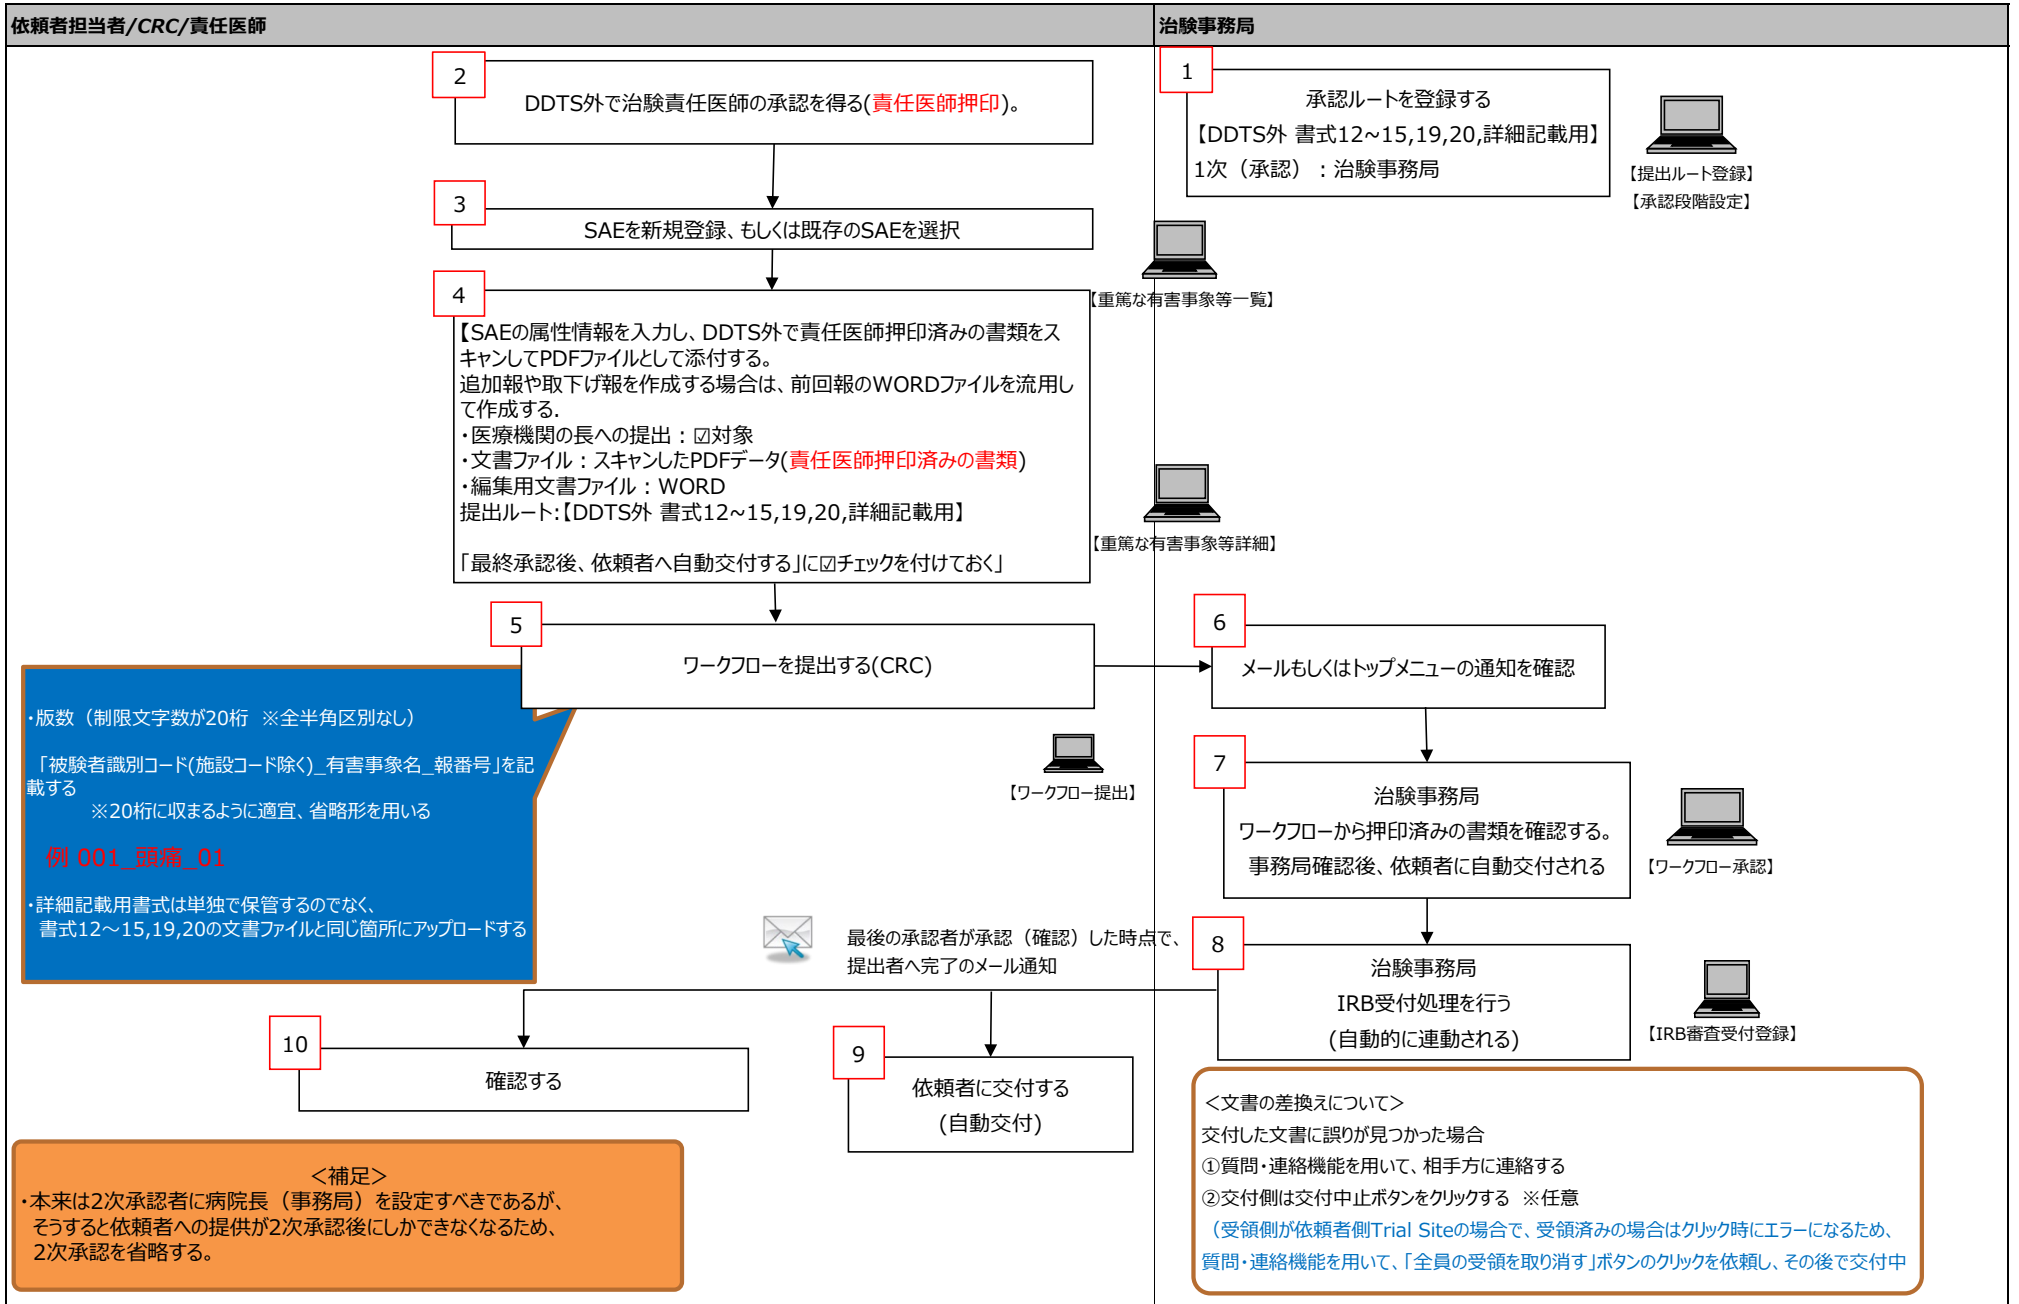 依頼者担当者/CRC/責任医師
治験事務局
2
DDTS外で治験責任医師の承認を得る(責任医師押印)。
1
承認ルートを登録する
【DDTS外 書式12~15,19,20,詳細記載用】
1次（承認）：治験事務局
【提出ルート登録】
【承認段階設定】
3
SAEを新規登録、もしくは既存のSAEを選択
【重篤な有害事象等一覧】
4
【SAEの属性情報を入力し、DDTS外で責任医師押印済みの書類をス
キャンしてPDFファイルとして添付する。
追加報や取下げ報を作成する場合は、前回報のWORDファイルを流用し
て作成する.
・医療機関の長への提出：☑対象
・文書ファイル：スキャンしたPDFデータ(責任医師押印済みの書類)
・編集用文書ファイル：WORD
提出ルート:【DDTS外 書式12~15,19,20,詳細記載用】
「最終承認後、依頼者へ自動交付する」に☑チェックを付けておく」
【重篤な有害事象等詳細】
5
ワークフローを提出する(CRC)
【ワークフロー提出】
6
メールもしくはトップメニューの通知を確認
・版数（制限文字数が20桁 ※全半角区別なし）
「被験者識別コード(施設コード除く)_有害事象名_報番号」を記
載する
※20桁に収まるように適宜、省略形を用いる
例 001_頭痛_01
・詳細記載用書式は単独で保管するのでなく、
書式12～15,19,20の文書ファイルと同じ箇所にアップロードする
7
治験事務局
ワークフローから押印済みの書類を確認する。
事務局確認後、依頼者に自動交付される
【ワークフロー承認】
最後の承認者が承認（確認）した時点で、
提出者へ完了のメール通知
8
治験事務局
IRB受付処理を行う
(自動的に連動される)
【IRB審査受付登録】
10
確認する
9
依頼者に交付する
(自動交付)
＜補足＞
・本来は2次承認者に病院長（事務局）を設定すべきであるが、
そうすると依頼者への提供が2次承認後にしかできなくなるため、
2次承認を省略する。
＜文書の差換えについて＞
交付した文書に誤りが見つかった場合
①質問・連絡機能を用いて、相手方に連絡する
②交付側は交付中止ボタンをクリックする ※任意
（受領側が依頼者側Trial Siteの場合で、受領済みの場合はクリック時にエラーになるため、
質問・連絡機能を用いて、「全員の受領を取り消す」ボタンのクリックを依頼し、その後で交付中